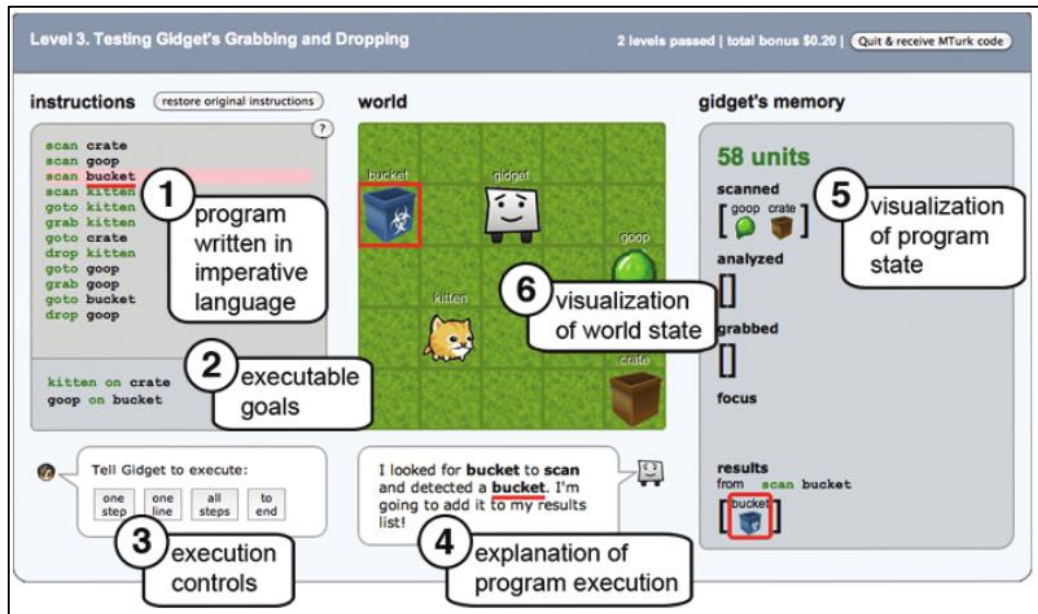 Level 3. Testing Gidget's Grabbing and Dropping
2 levels passed | total bonus $0.20 | Quit & receive MTurk code
instructions
restore original instructions
?
scan crate
scan goop
scan bucket
scan kitten
goto kitten
grab kitten
goto crate
drop kitten
goto goop
grab goop
goto bucket
drop goop
1
program
written in
imperative
language
kitten on crate
goop on bucket
2
executable
goals
Tell Gidget to execute:
one step
one line
all steps
to end
3
execution
controls
world
bucket
gidget
goop
kitten
crate
6
visualization
of world state
I looked for bucket to scan
and detected a bucket. I'm
going to add it to my results
list!
4
explanation of
program execution
gidget's memory
58 units
scanned
[ goop crate ]
analyzed
[]
grabbed
[]
focus
results
from scan bucket
[bucket]
5
visualization
of program
state